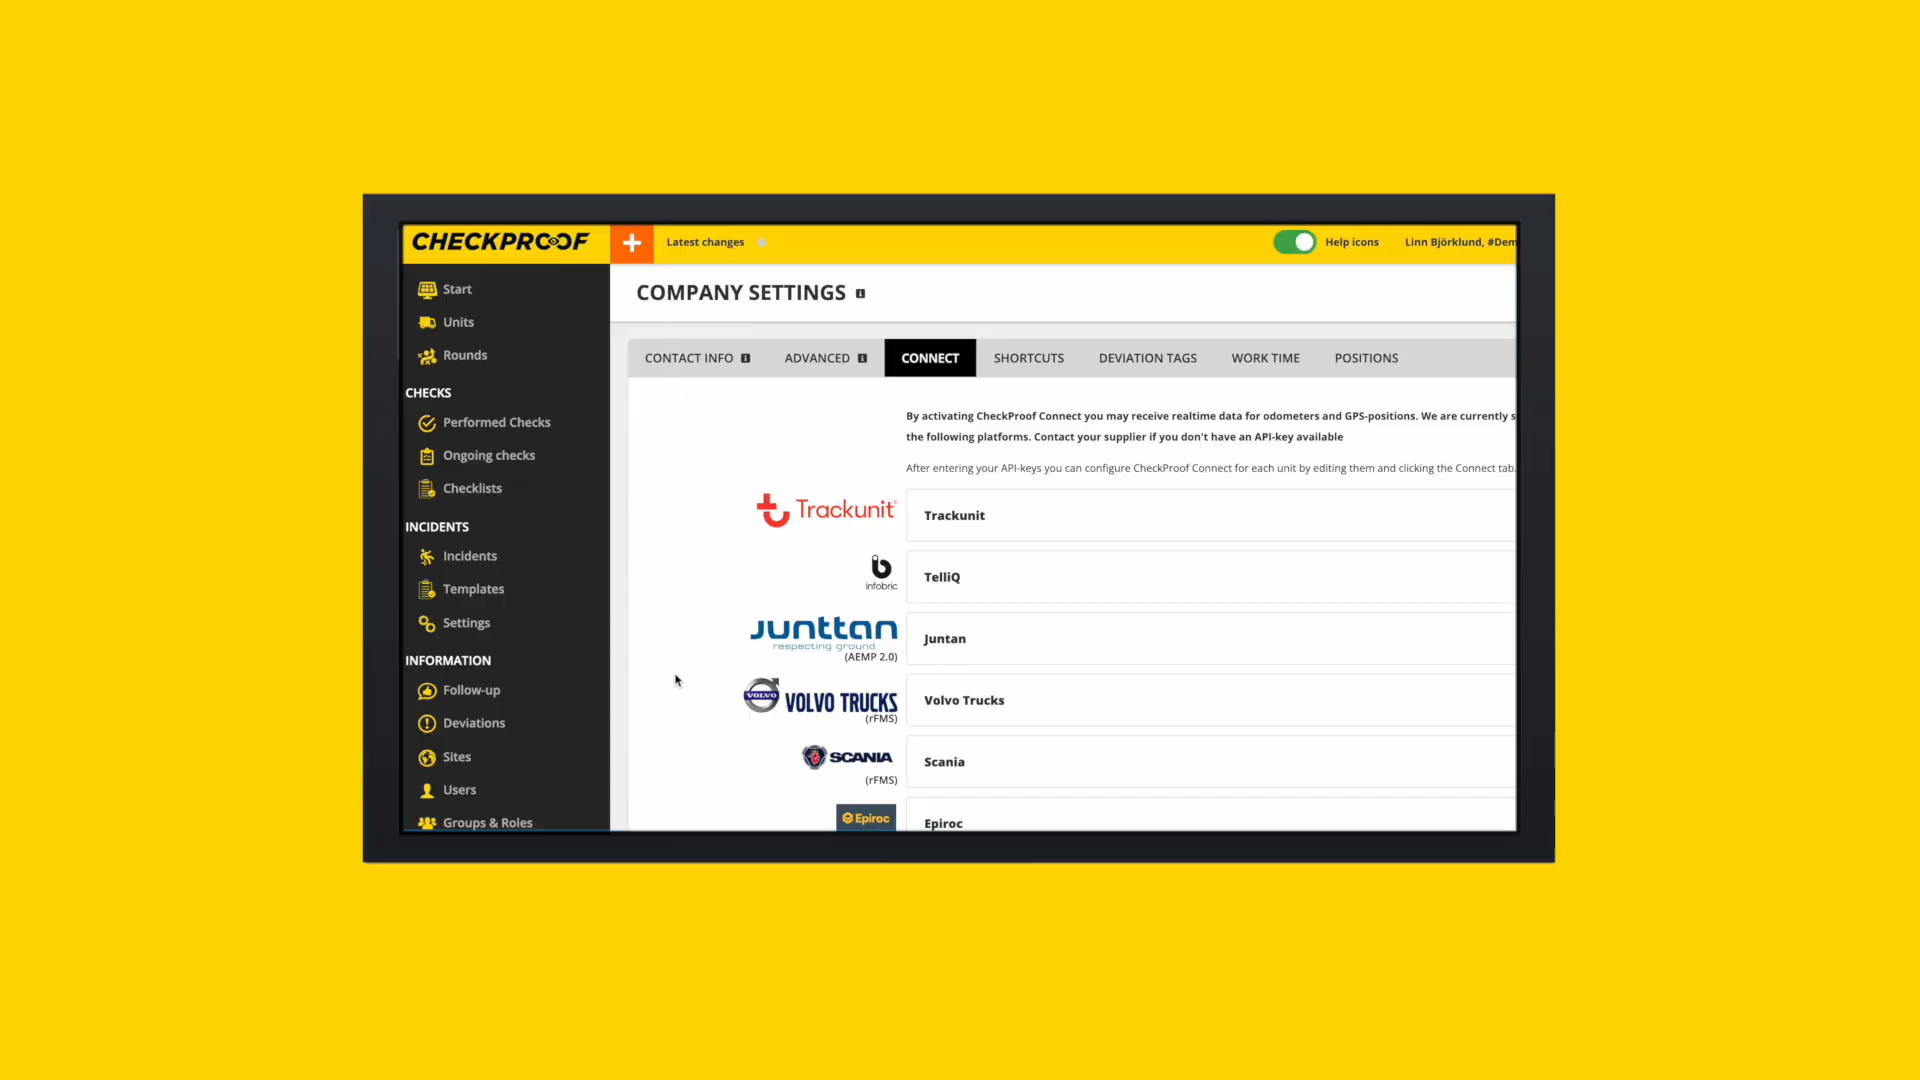 CHECKPROOF
Latest changes
Help icons
Linn Björklund, #Dem
Start
Units
Rounds
CHECKS
Performed Checks
Ongoing checks
Checklists
INCIDENTS
Incidents
Templates
Settings
INFORMATION
Follow-up
Deviations
Sites
Users
Groups & Roles
COMPANY SETTINGS
CONTACT INFO
ADVANCED
CONNECT
SHORTCUTS
DEVIATION TAGS
WORK TIME
POSITIONS
By activating CheckProof Connect you may receive realtime data for odometers and GPS-positions. We are currently s
the following platforms. Contact your supplier if you don't have an API-key available
After entering your API-keys you can configure CheckProof Connect for each unit by editing them and clicking the Connect tab.
Trackunit
Trackunit
infobric
TelliQ
junttan
respecting ground
(AEMP 2.0)
Juntan
VOLVO
VOLVO TRUCKS
(rFMS)
Volvo Trucks
SCANIA
(rFMS)
Scania
Epiroc
Epiroc